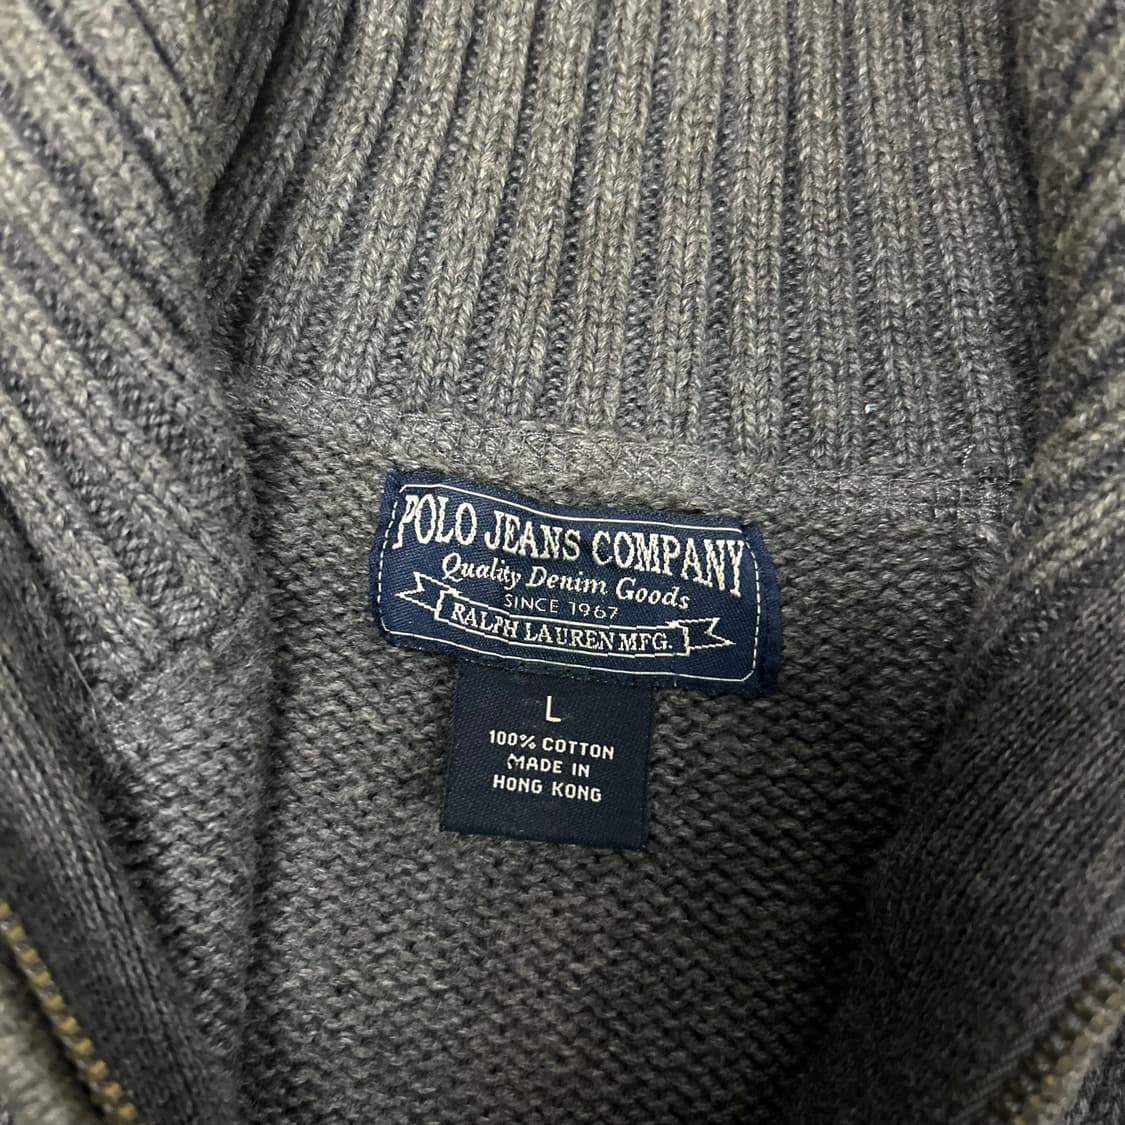 POLO JEANS COMPANY
Quality Denim Goods
SINCE 1967
RALPH LAUREN MFG.
L
100% COTTON
MADE IN
HONG KONG